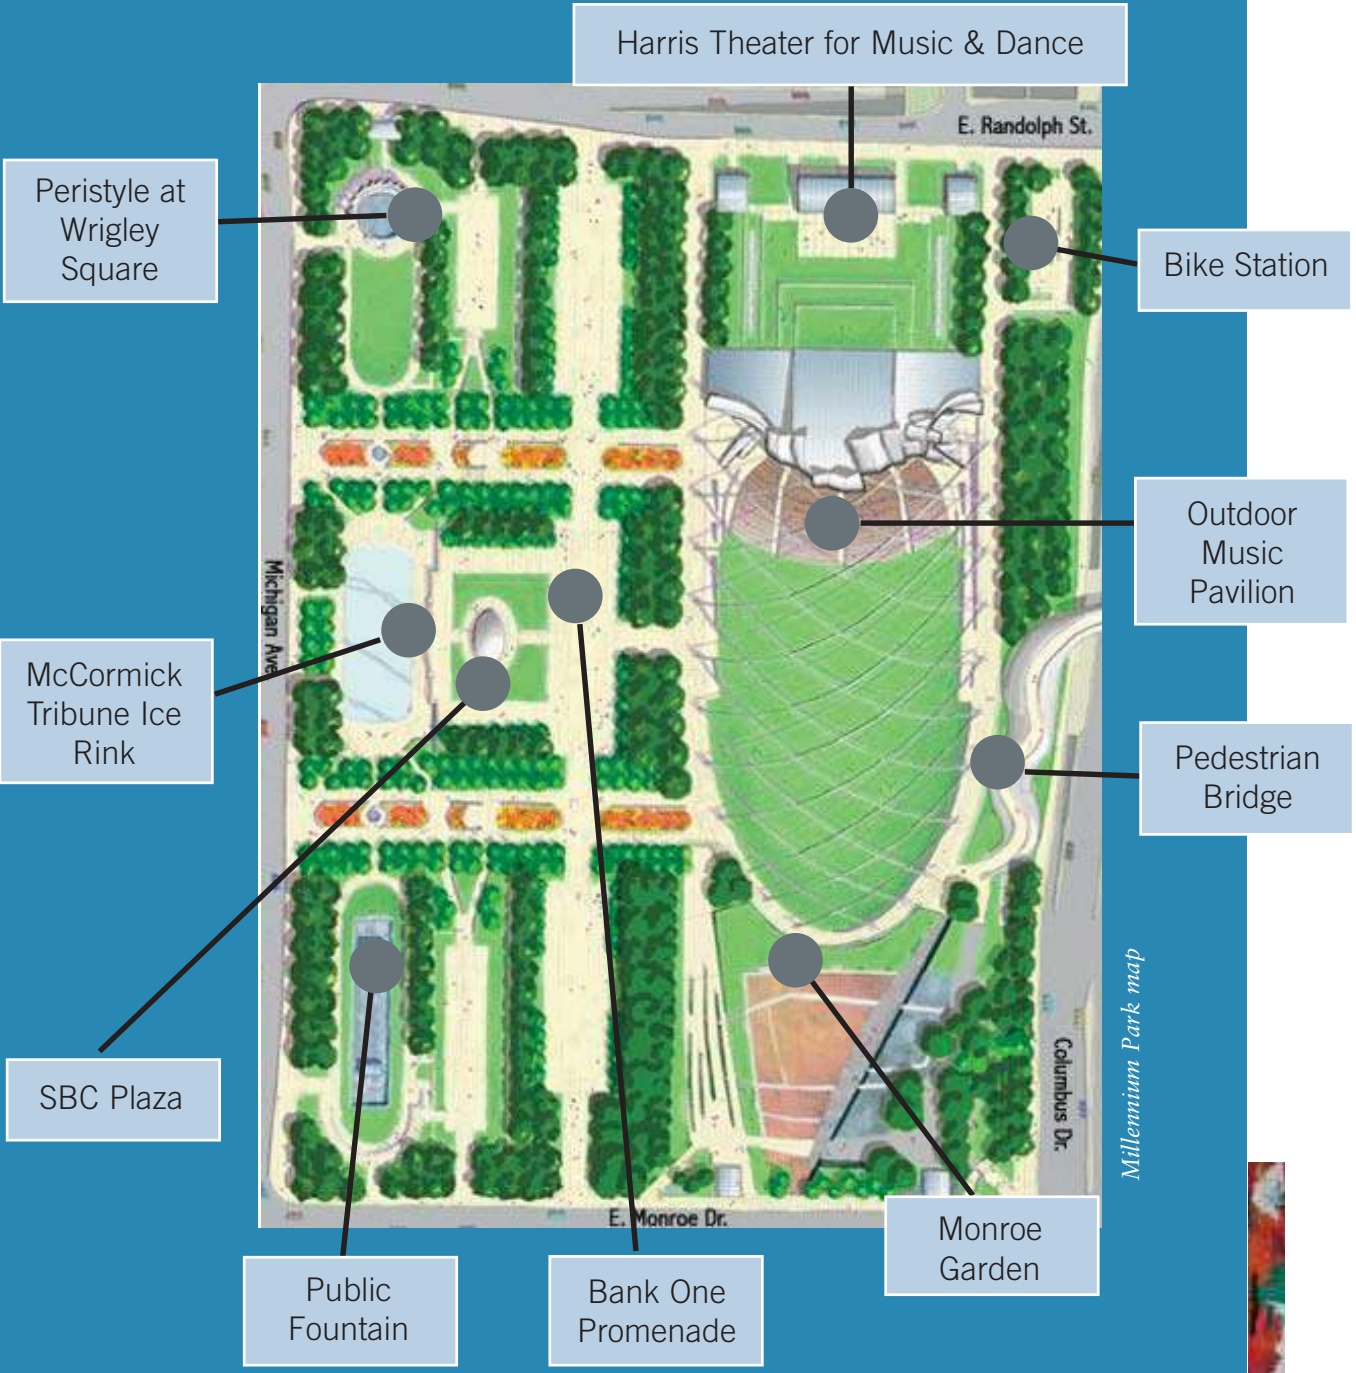 Harris Theater for Music & Dance
E. Randolph St.
Peristyle at
Wrigley
Square
Bike Station
Outdoor
Music
Pavilion
Michigan Ave
McCormick
Tribune Ice
Rink
Pedestrian
Bridge
SBC Plaza
Millennium Park map
Columbus Dr.
E. Monroe Dr.
Monroe
Garden
Public
Fountain
Bank One
Promenade